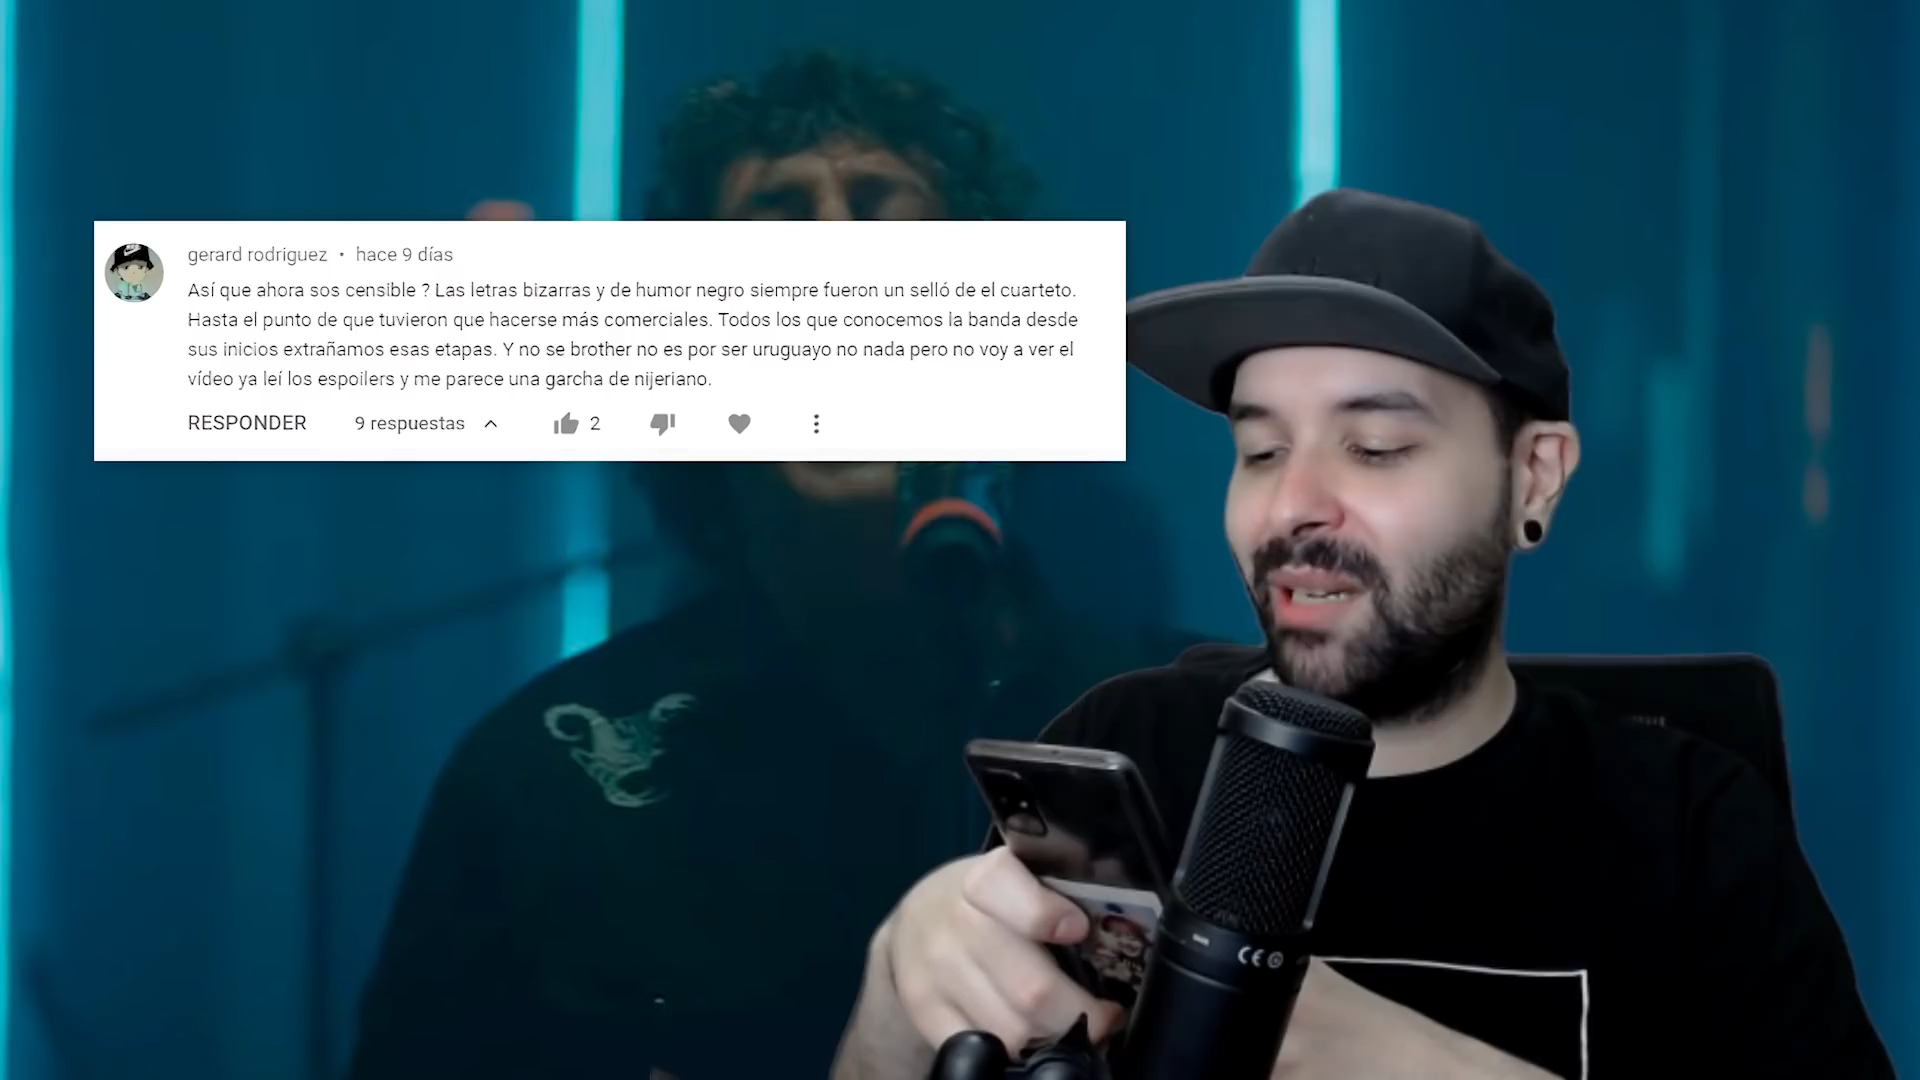 gerard rodriguez • hace 9 días
Así que ahora sos censible ? Las letras bizarras y de humor negro siempre fueron un selló de el cuarteto.
Hasta el punto de que tuvieron que hacerse más comerciales. Todos los que conocemos la banda desde
sus inicios extrañamos esas etapas. Y no se brother no es por ser uruguayo no nada pero no voy a ver el
vídeo ya leí los espoilers y me parece una garcha de nijeriano.
RESPONDER 9 respuestas 2
CE